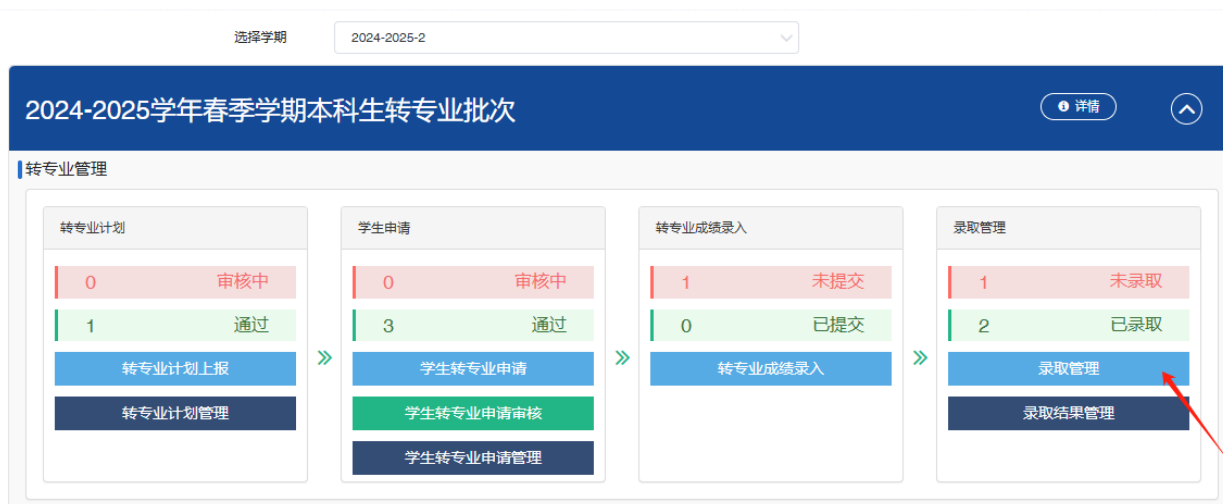 选择学期 2024-2025-2
2024-2025学年春季学期本科生转专业批次 详情
转专业管理
转专业计划
0 审核中
1 通过
转专业计划上报
转专业计划管理
学生申请
0 审核中
3 通过
学生转专业申请
学生转专业申请审核
学生转专业申请管理
转专业成绩录入
1 未提交
0 已提交
转专业成绩录入
录取管理
1 未录取
2 已录取
录取管理
录取结果管理